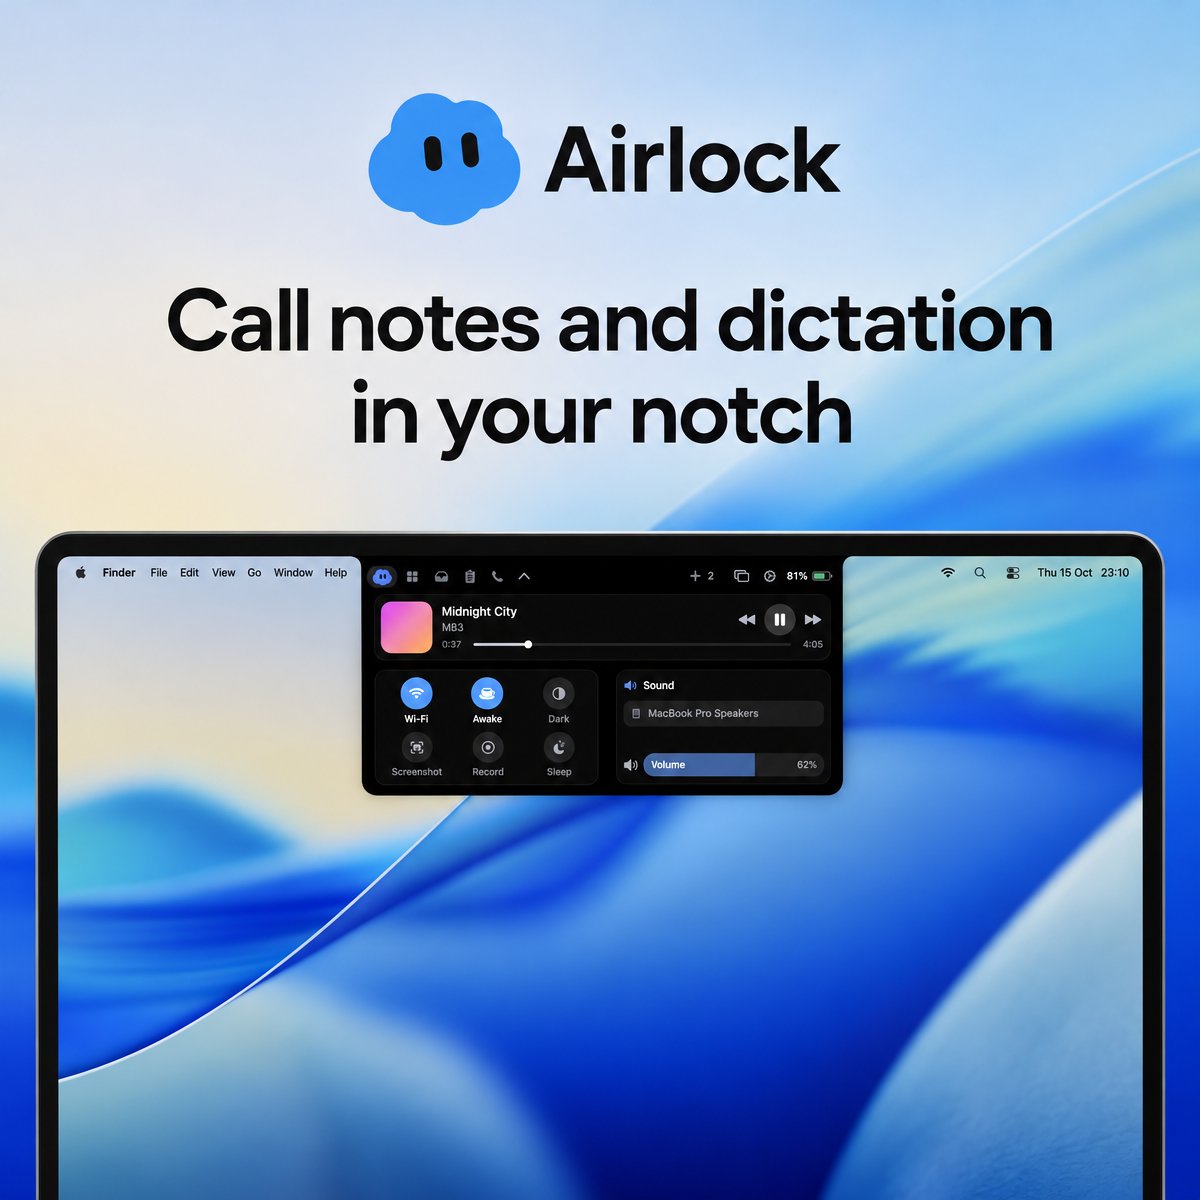 Airlock
Call notes and dictation
in your notch
Finder File Edit View Go Window Help
2 81%
Thu 15 Oct 23:10
Midnight City
M83
0:37 4:05
Wi-Fi Awake Dark
Screenshot Record Sleep
Sound
MacBook Pro Speakers
Volume 62%